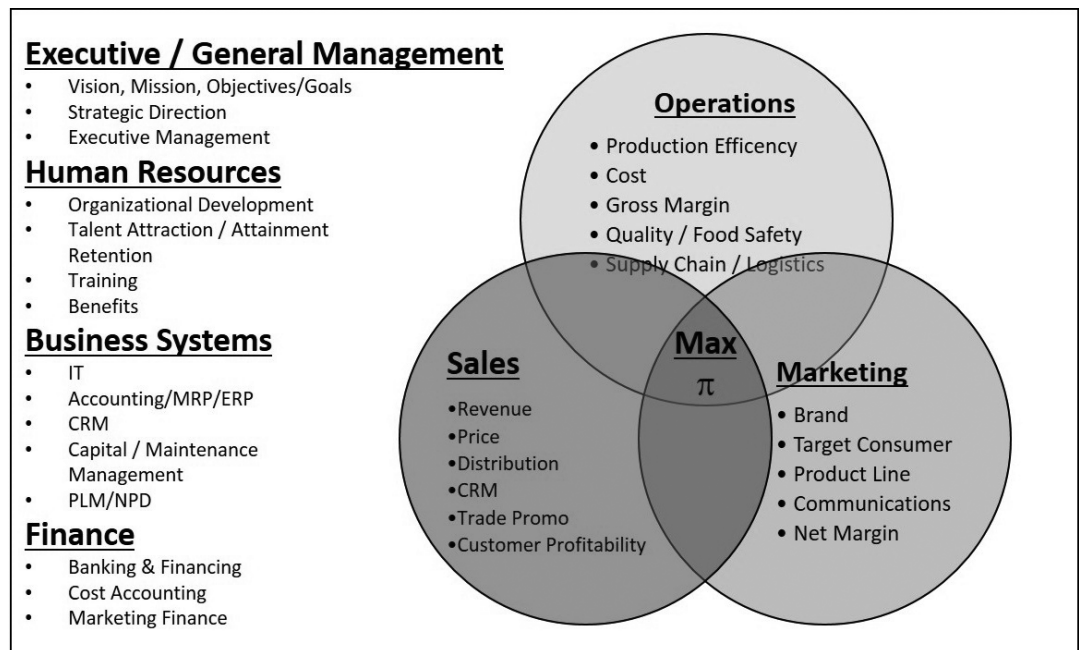 Executive / General Management
• Vision, Mission, Objectives/Goals
• Strategic Direction
• Executive Management
Human Resources
• Organizational Development
• Talent Attraction / Attainment
Retention
• Training
• Benefits
Business Systems
• IT
• Accounting/MRP/ERP
• CRM
• Capital / Maintenance
Management
• PLM/NPD
Finance
• Banking & Financing
• Cost Accounting
• Marketing Finance
Operations
• Production Efficency
• Cost
• Gross Margin
• Quality / Food Safety
• Supply Chain / Logistics
Max
π
Sales
•Revenue
•Price
•Distribution
•CRM
•Trade Promo
•Customer Profitability
Marketing
• Brand
• Target Consumer
• Product Line
• Communications
• Net Margin